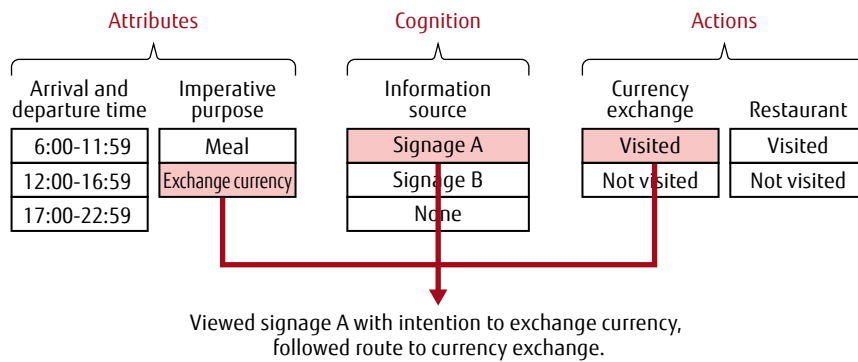 Attributes
Cognition
Actions
Arrival and
departure time
6:00-11:59
12:00-16:59
17:00-22:59
Imperative
purpose
Meal
Exchange currency
Information
source
Signage A
Signage B
None
Currency
exchange
Visited
Not visited
Restaurant
Visited
Not visited
Viewed signage A with intention to exchange currency,
followed route to currency exchange.